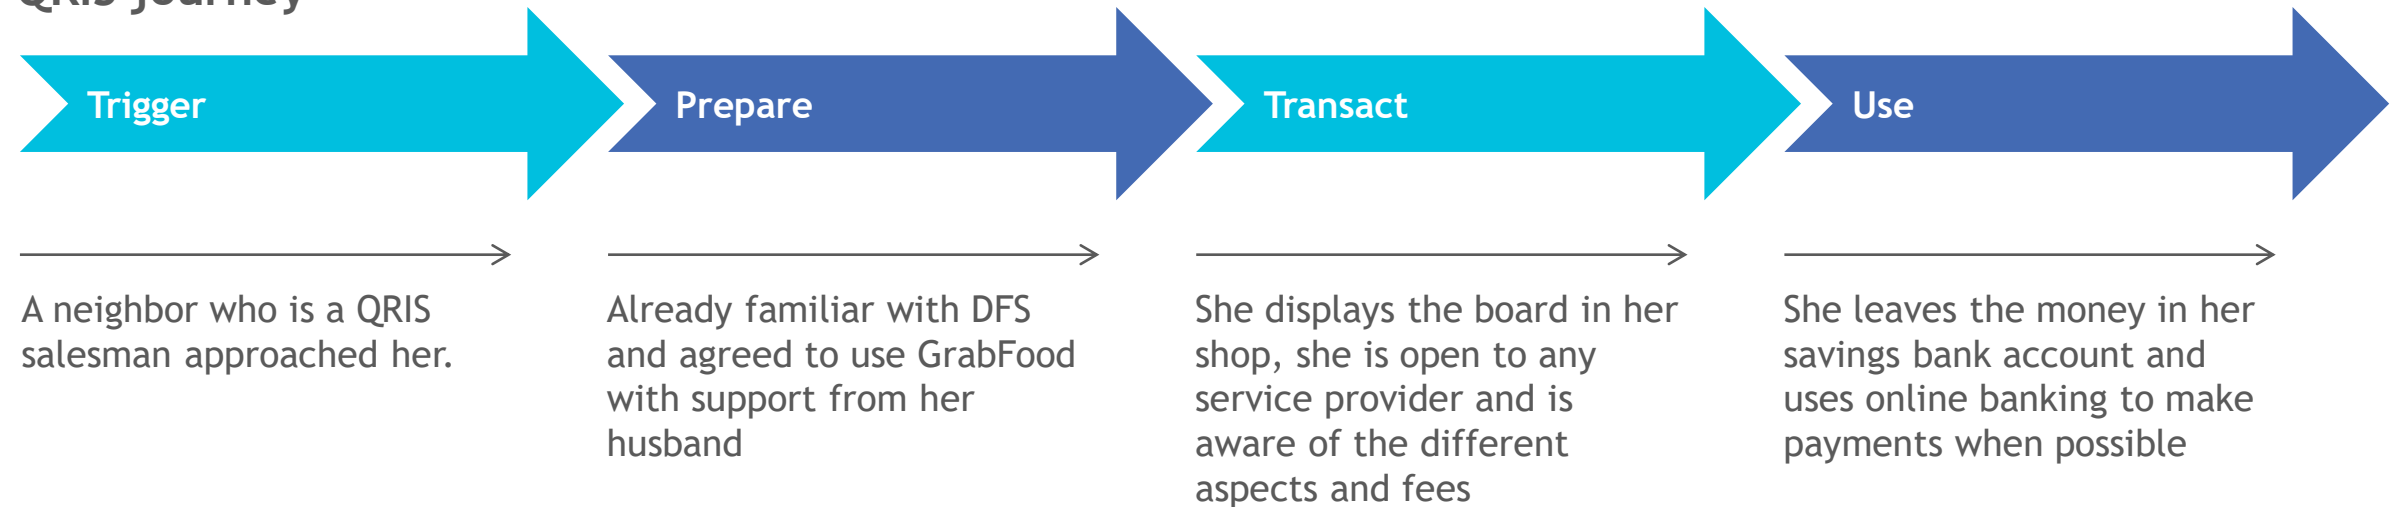 QRIS journey
Trigger
Prepare
Transact
Use
A neighbor who is a QRIS
salesman approached her.
Already familiar with DFS
and agreed to use GrabFood
with support from her
husband
She displays the board in her
shop, she is open to any
service provider and is
aware of the different
aspects and fees
She leaves the money in her
savings bank account and
uses online banking to make
payments when possible